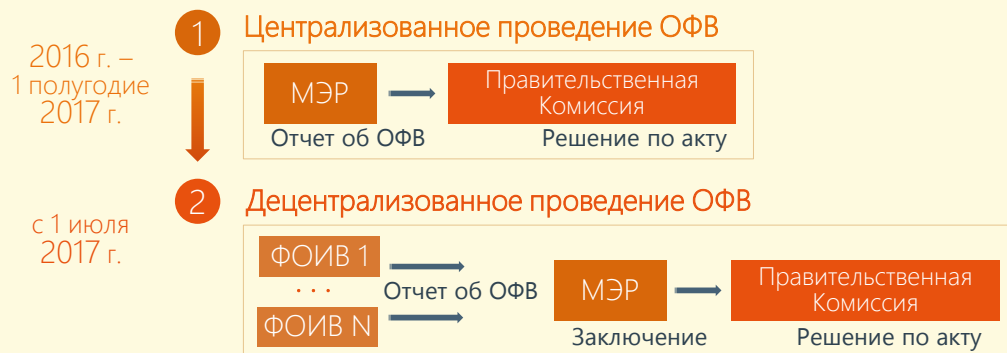 1
Централизованное проведение ОФВ
2016 г. –
1 полугодие
2017 г.
МЭР
Правительственная
Комиссия
Отчет об ОФВ
Решение по акту
2
Децентрализованное проведение ОФВ
с 1 июля
2017 г.
ФОИВ 1
. . .
ФОИВ N
Отчет об ОФВ
МЭР
Правительственная
Комиссия
Заключение
Решение по акту